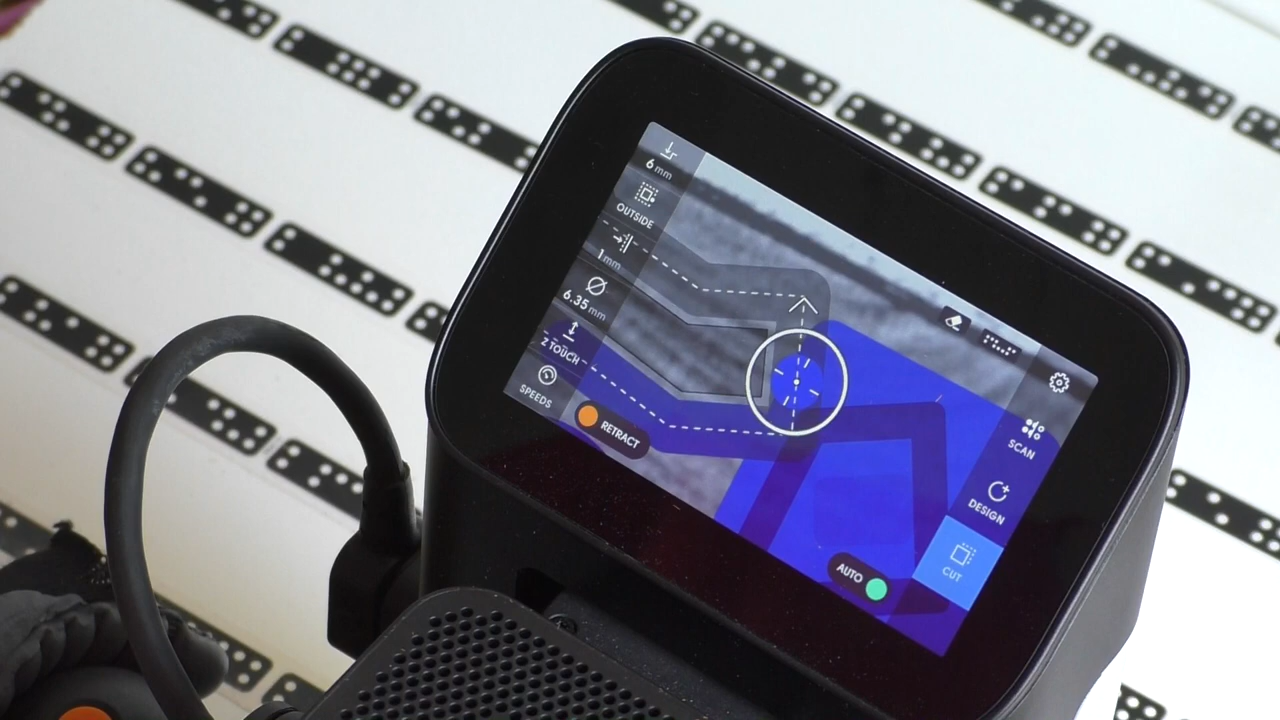 6 mm
OUTSIDE
1 mm
6.35 mm
Z TOUCH
SPEEDS
RETRACT
SCAN
DESIGN
CUT
AUTO